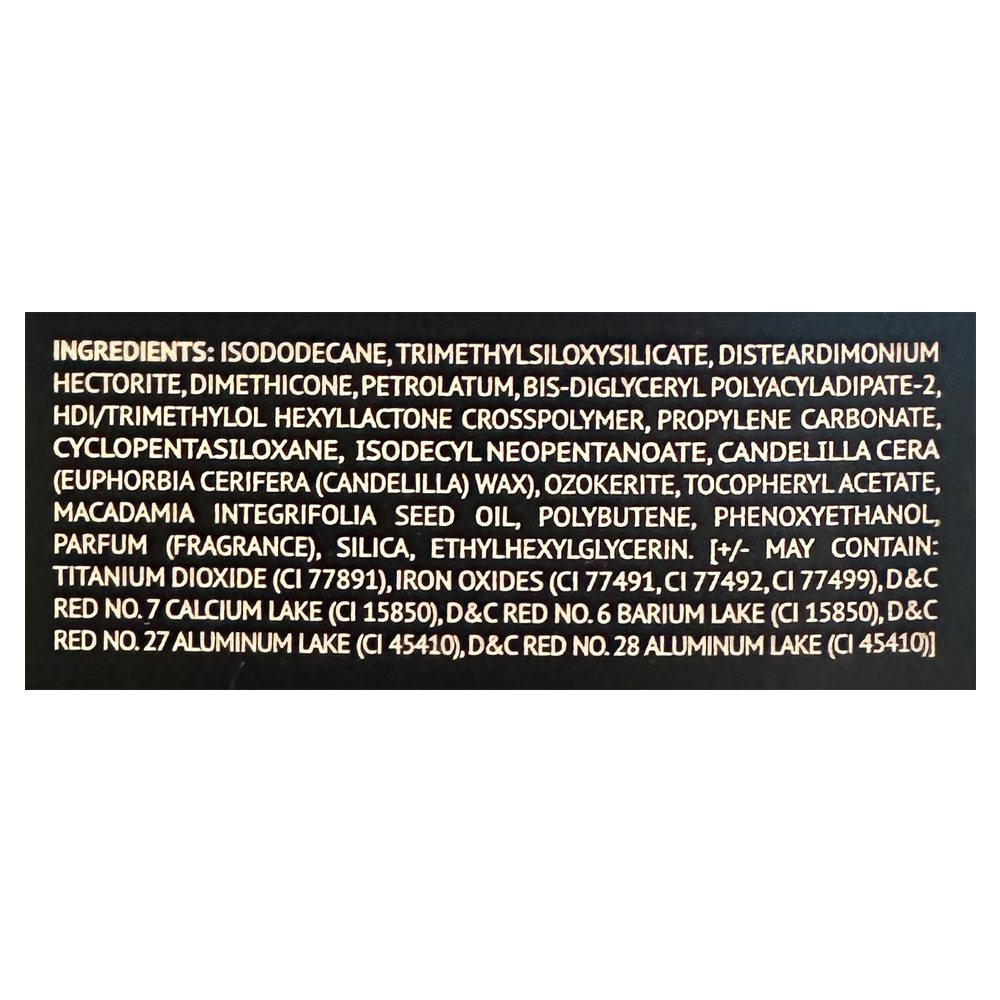 INGREDIENTS: ISODODECANE, TRIMETHYLSILOXYSILICATE, DISTEARDIMONIUM
HECTORITE, DIMETHICONE, PETROLATUM, BIS-DIGLYCERYL POLYACYLADIPATE-2,
HDI/TRIMETHYLOL HEXYLLACTONE CROSSPOLYMER, PROPYLENE CARBONATE,
CYCLOPENTASILOXANE, ISODECYL NEOPENTANOATE, CANDELILLA CERA
(EUPHORBIA CERIFERA (CANDELILLA) WAX), OZOKERITE, TOCOPHERYL ACETATE,
MACADAMIA INTEGRIFOLIA SEED OIL, POLYBUTENE, PHENOXYETHANOL,
PARFUM (FRAGRANCE), SILICA, ETHYLHEXYLGLYCERIN. [+/- MAY CONTAIN:
TITANIUM DIOXIDE (CI 77891), IRON OXIDES (CI 77491, CI 77492, CI 77499), D&C
RED NO. 7 CALCIUM LAKE (CI 15850), D&C RED NO. 6 BARIUM LAKE (CI 15850), D&C
RED NO. 27 ALUMINUM LAKE (CI 45410), D&C RED NO. 28 ALUMINUM LAKE (CI 45410)]